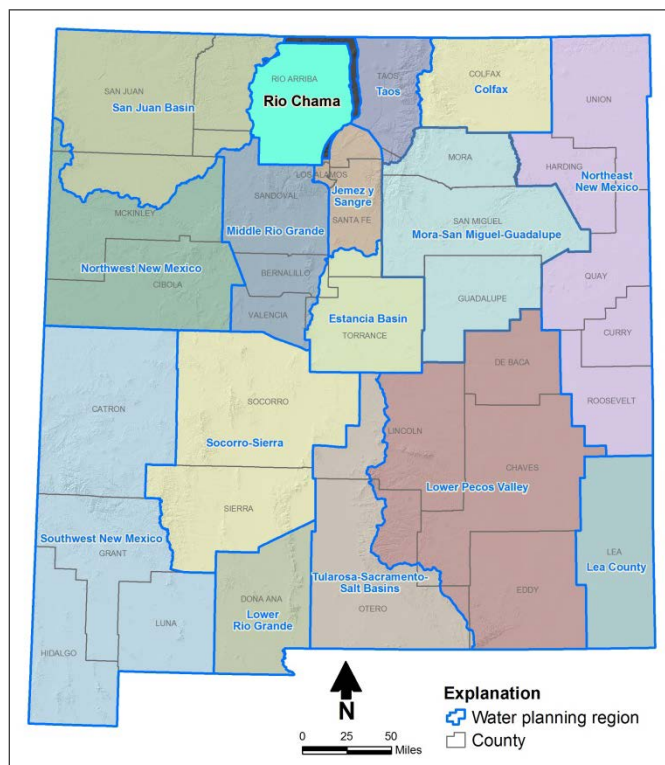 RIO ARRIBA
TAOS
COLFAX
SAN JUAN
Rio Chama
Taos
Colfax
UNION
San Juan Basin
MORA
HARDING
LOS ALAMOS
Northeast
New Mexico
SANDOVAL
Jemez y
Sangre
MCKINLEY
SANTA FE
SAN MIGUEL
Middle Rio Grande
Mora-San Miguel-Guadalupe
Northwest New Mexico
BERNALILLO
QUAY
CIBOLA
GUADALUPE
VALENCIA
Estancia Basin
TORRANCE
CURRY
DE BACA
CATRON
SOCORRO
ROOSEVELT
LINCOLN
Socorro-Sierra
CHAVES
Lower Pecos Valley
SIERRA
Southwest New Mexico
GRANT
LEA
Lea County
Tularosa-Sacramento-
Salt Basins
DONA ANA
EDDY
Lower
Rio Grande
OTERO
LUNA
HIDALGO
N
Explanation
Water planning region
County
0 25 50
Miles